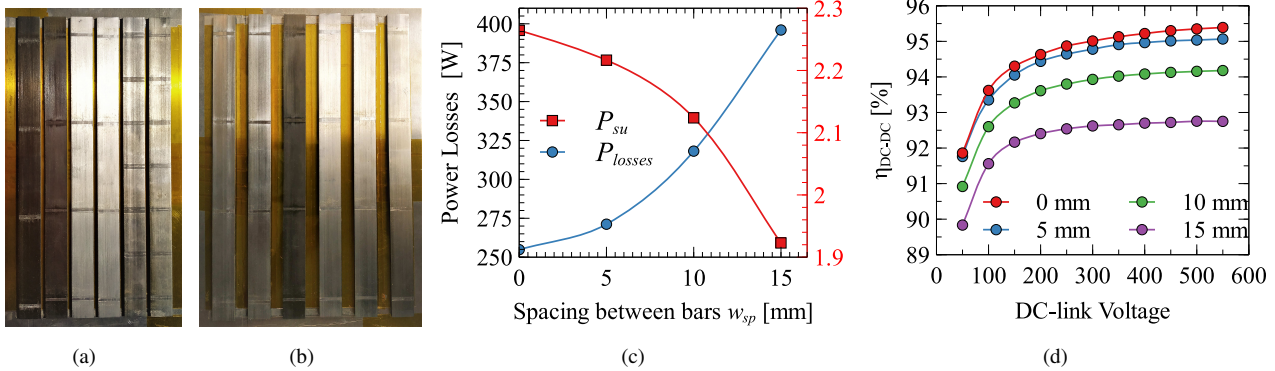 400
375
350
325
300
275
250
Power Losses [W]
P_su
P_losses
2.3
2.2
2.1
2
1.9
0 5 10 15
Spacing between bars w_sp [mm]
96
95
94
93
92
91
90
89
η_DC-DC [%]
0 mm 10 mm
5 mm 15 mm
0 100 200 300 400 500 600
DC-link Voltage
(a) (b) (c) (d)